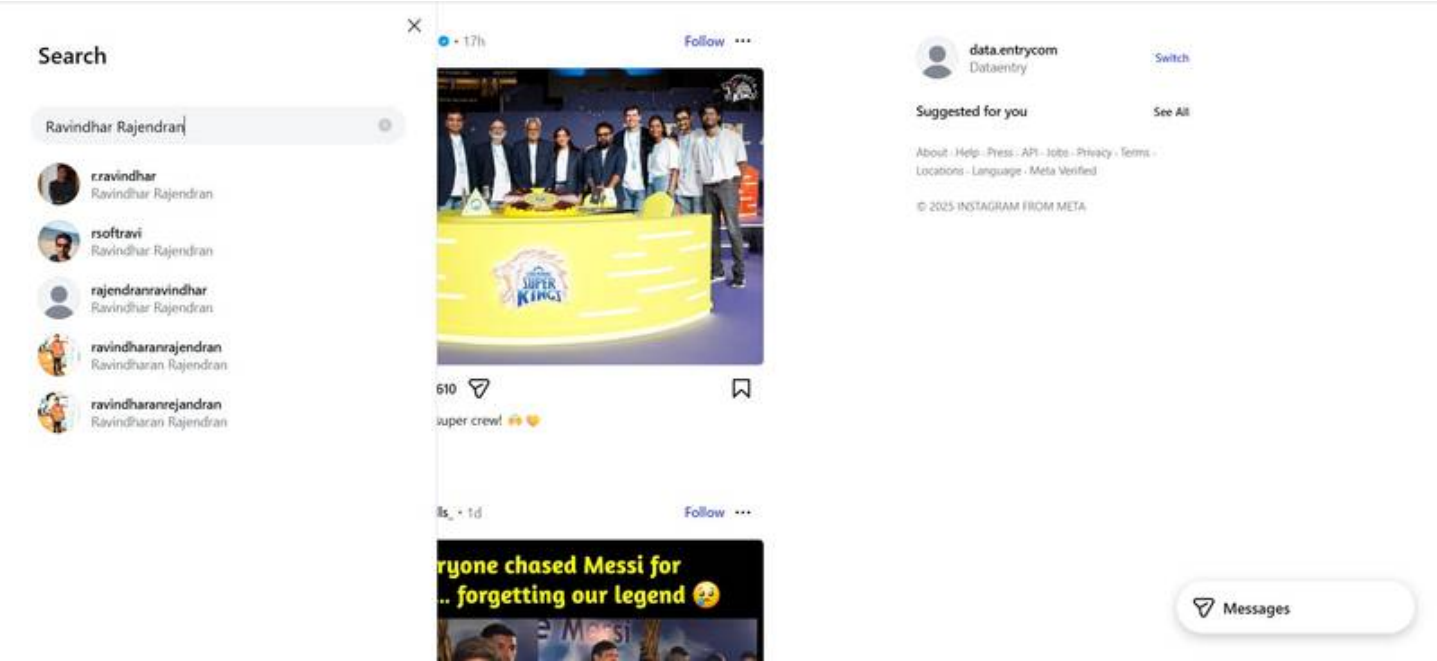 Search
Ravindhar Rajendran
r.ravindhar
Ravindhar Rajendran
rsoftravi
Ravindhar Rajendran
rajendranravindhar
Ravindhar Rajendran
ravindharanrajendran
Ravindharan Rajendran
ravindharanrejandran
Ravindharan Rajendran
• 17h
Follow
SUPER
KINGS
610
super crew!
lls_ • 1d
Follow
ryone chased Messi for
... forgetting our legend 😢
e Messi
data.entrycom
Dataentry
Switch
Suggested for you
See All
About · Help · Press · API · Jobs · Privacy · Terms ·
Locations · Language · Meta Verified
© 2025 INSTAGRAM FROM META
Messages